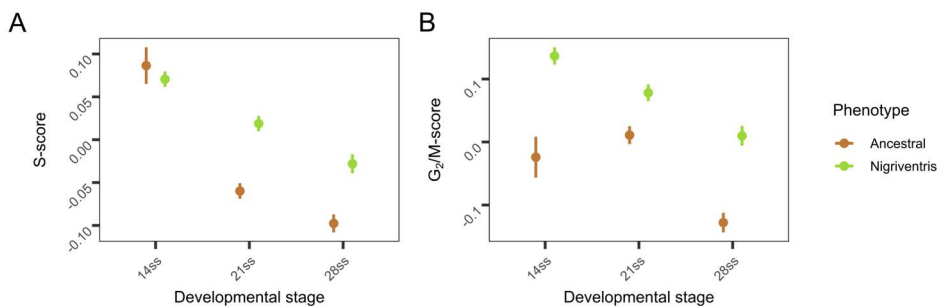 A
B
S-score
0.10
0.05
0.00
-0.05
-0.10
14ss
21ss
28ss
Developmental stage
G2/M-score
0.1
0.0
-0.1
14ss
21ss
28ss
Developmental stage
Phenotype
Ancestral
Nigriventris